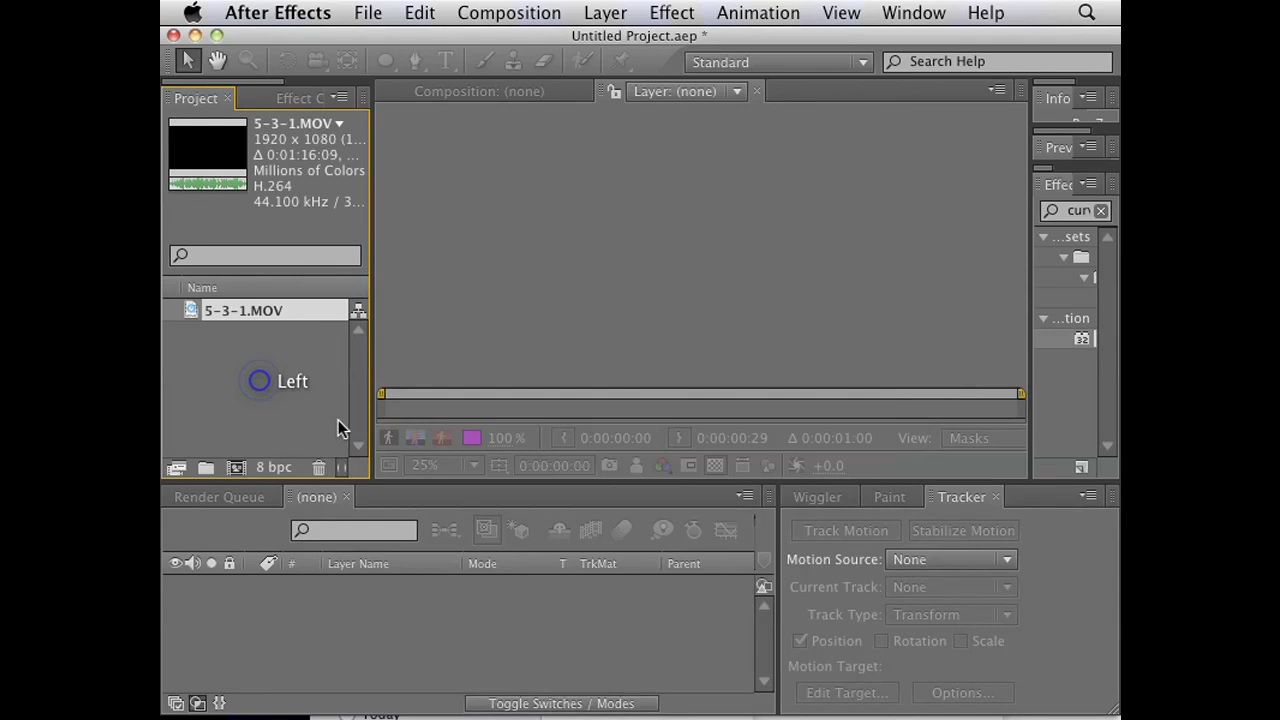 After Effects File Edit Composition Layer Effect Animation View Window Help
Untitled Project.aep *
Standard Search Help
Project Effect C Composition: (none) Layer: (none) Info
5-3-1.MOV
1920 x 1080 (1...
Δ 0:01:16:09, ...
Millions of Colors
H.264
44.100 kHz / 3...
Prev
Effec
cur
...sets
...tion
32
Name
5-3-1.MOV
Left
100% 0:00:00:00 0:00:00:29 Δ 0:00:01:00 View: Masks
8 bpc 25% 0:00:00:00 +0.0
Render Queue (none) Wiggler Paint Tracker
Track Motion Stabilize Motion
# Layer Name Mode T TrkMat Parent
Motion Source: None
Current Track: None
Track Type: Transform
Position Rotation Scale
Motion Target:
Edit Target... Options...
Toggle Switches / Modes
Today